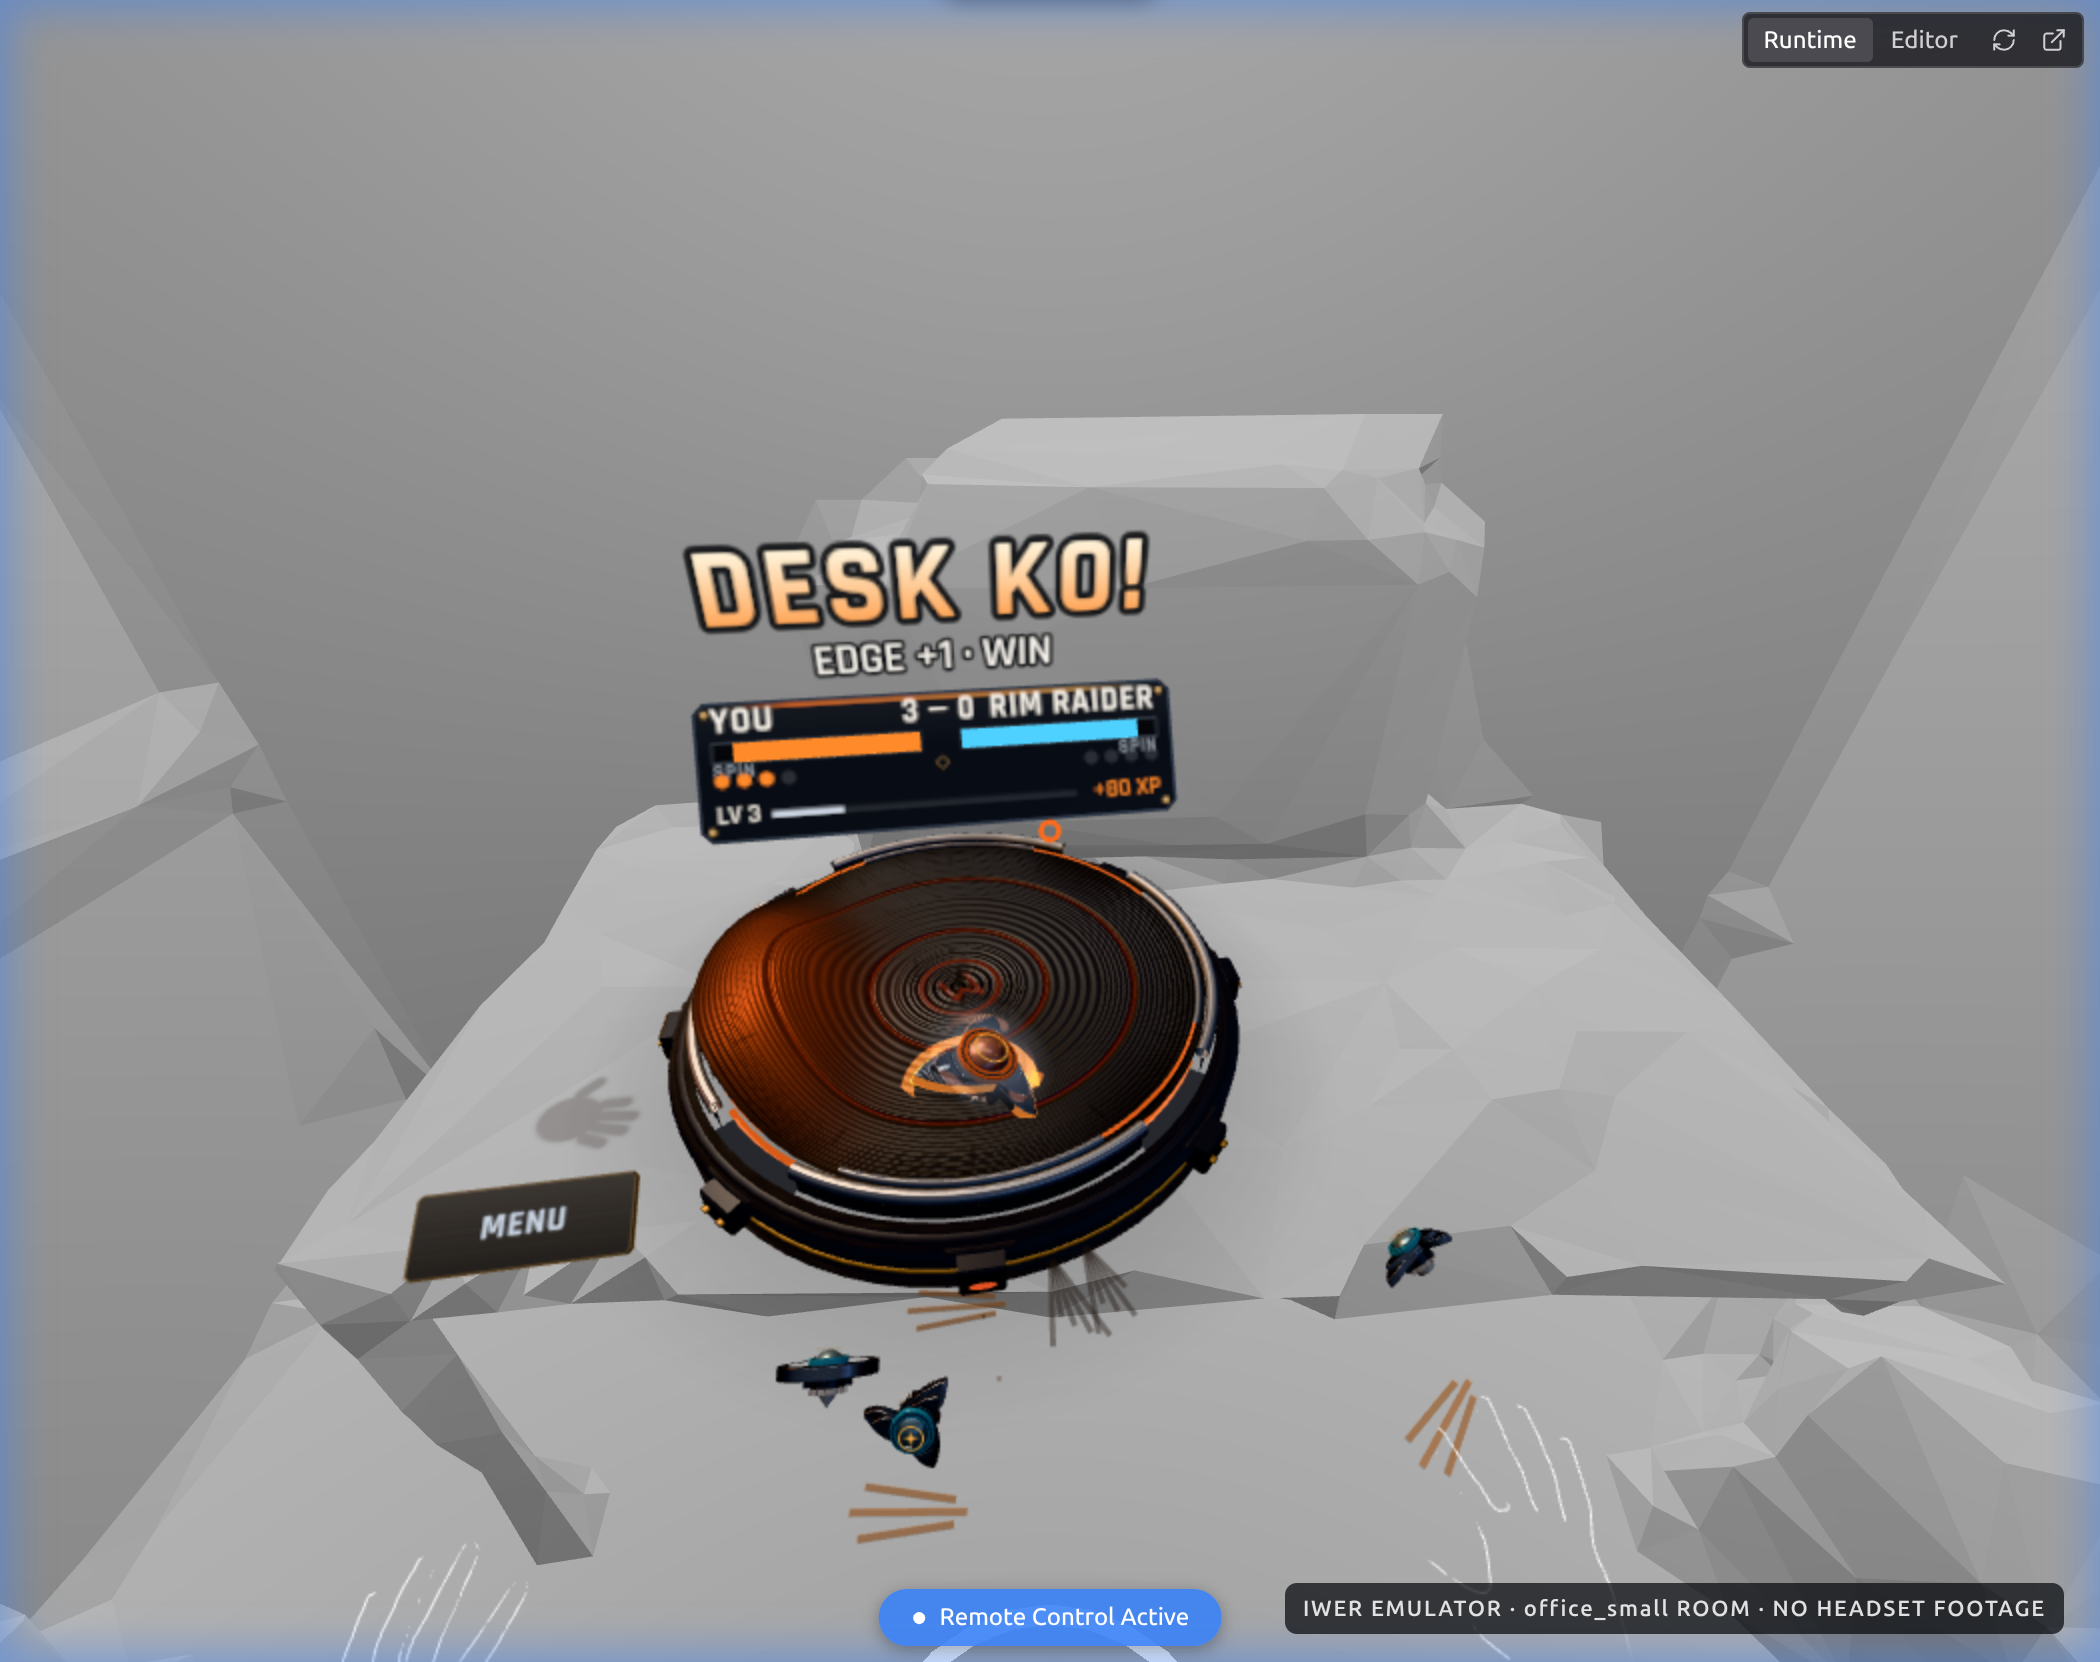 Runtime Editor
DESK KO!
EDGE +1 · WIN
YOU 3 – 0 RIM RAIDER
SPIN
SPIN
LV 3 +80 XP
MENU
Remote Control Active
IWER EMULATOR · office_small ROOM · NO HEADSET FOOTAGE